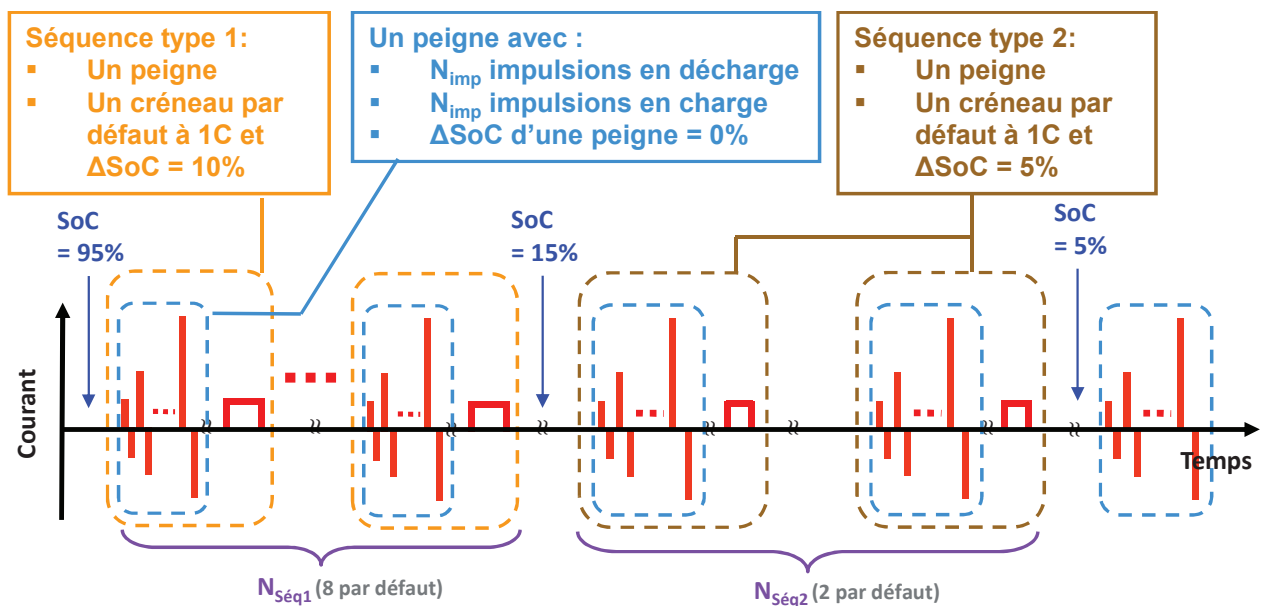 Séquence type 1:
▪ Un peigne
▪ Un créneau par
défaut à 1C et
ΔSoC = 10%
Un peigne avec :
▪ Nimp impulsions en décharge
▪ Nimp impulsions en charge
▪ ΔSoC d'une peigne = 0%
Séquence type 2:
▪ Un peigne
▪ Un créneau par
défaut à 1C et
ΔSoC = 5%
SoC
= 95%
SoC
= 15%
SoC
= 5%
Courant
Temps
NSéq1 (8 par défaut)
NSéq2 (2 par défaut)